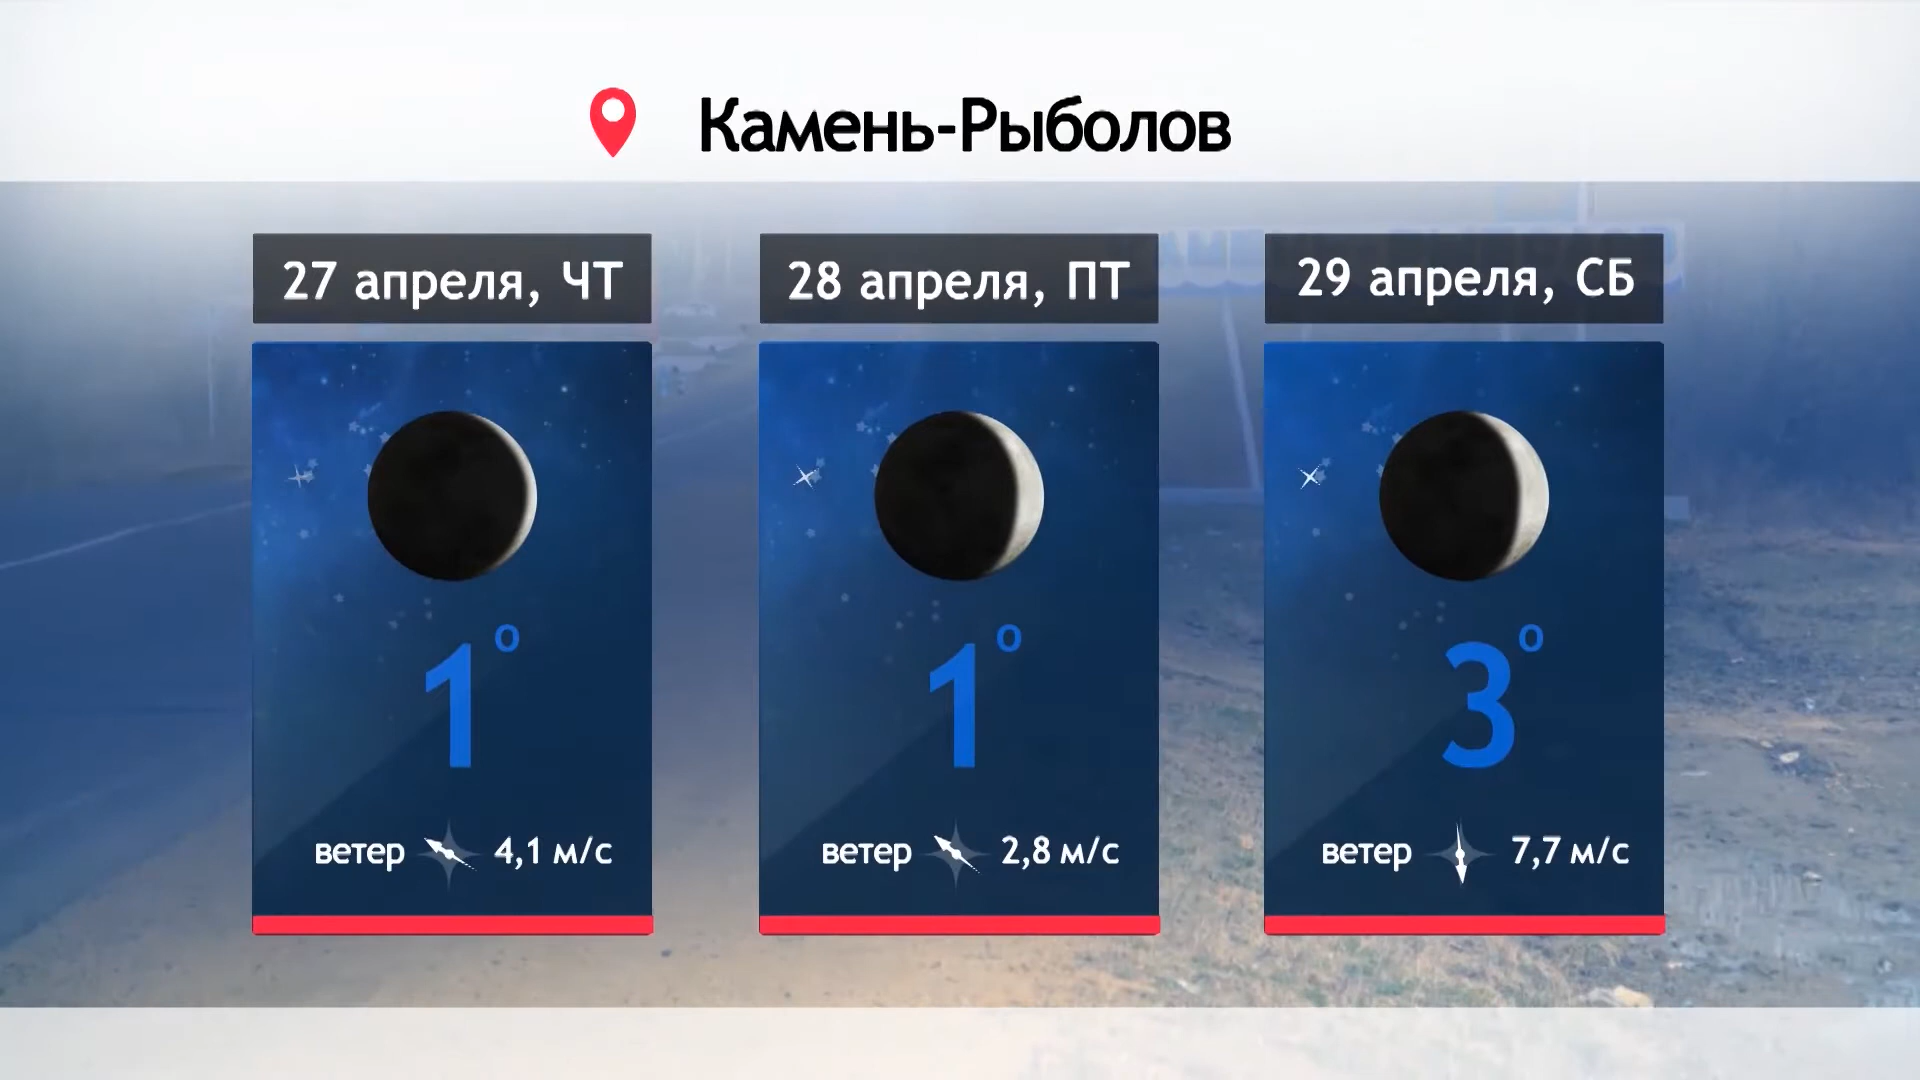 Камень-Рыболов
27 апреля, ЧТ
1°
ветер 4,1 м/с
28 апреля, ПТ
1°
ветер 2,8 м/с
29 апреля, СБ
3°
ветер 7,7 м/с